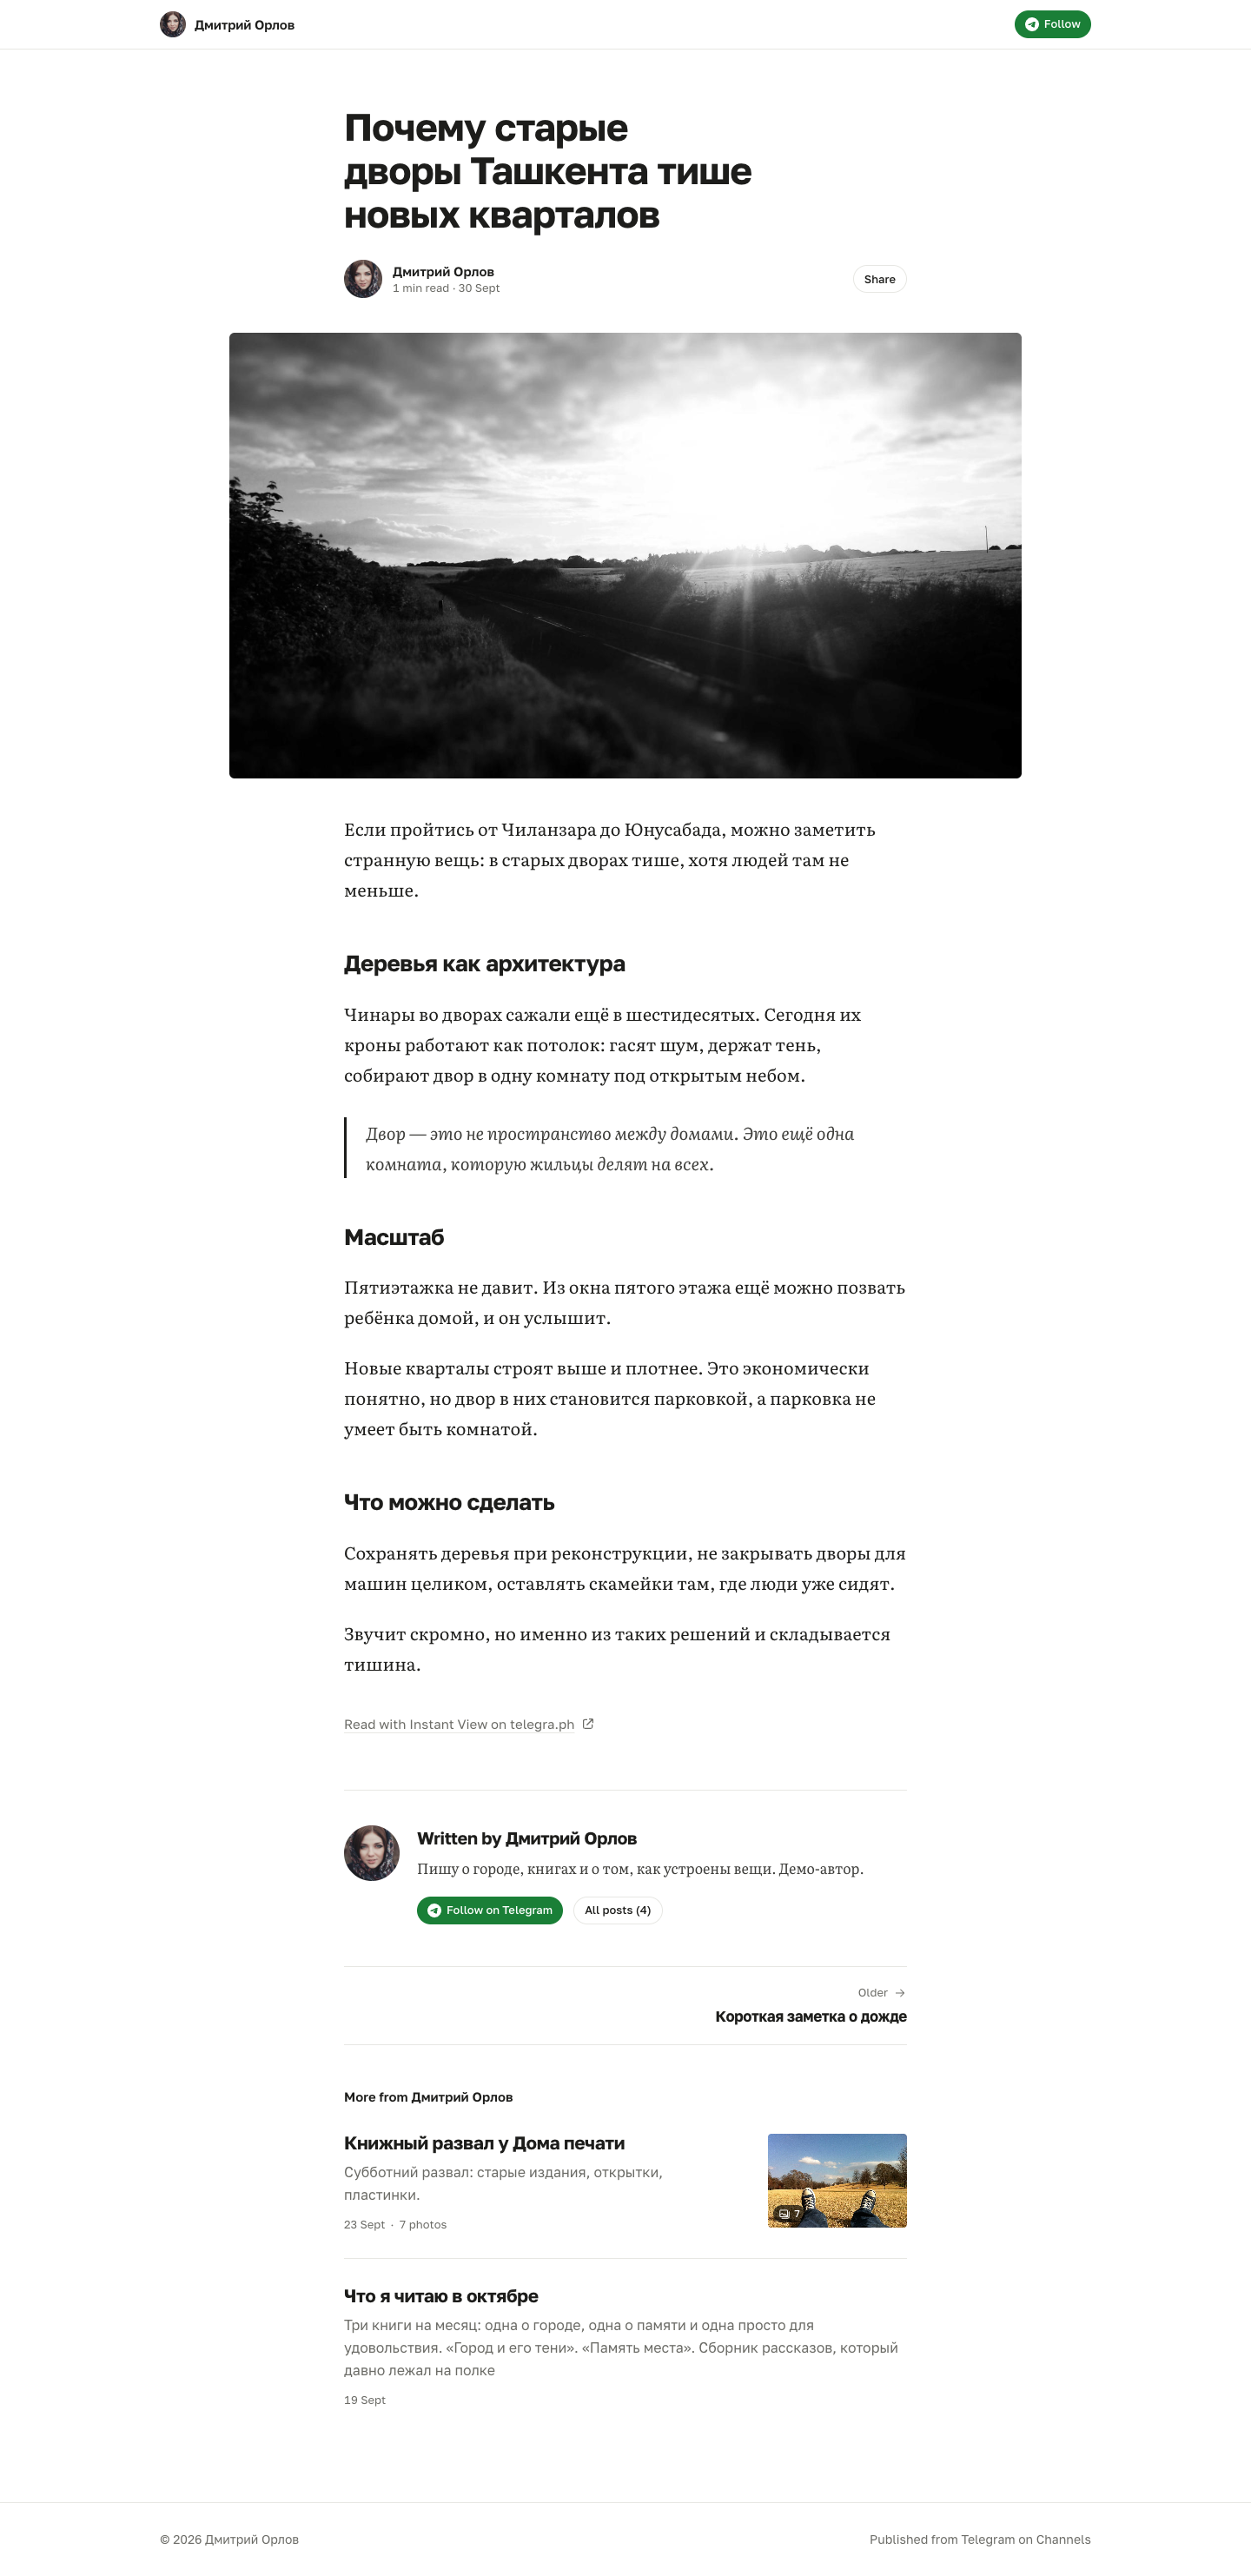 Дмитрий Орлов
Follow
Почему старые
дворы Ташкента тише
новых кварталов
Дмитрий Орлов
1 min read · 30 Sept
Share
Если пройтись от Чиланзара до Юнусабада, можно заметить
странную вещь: в старых дворах тише, хотя людей там не
меньше.
Деревья как архитектура
Чинары во дворах сажали ещё в шестидесятых. Сегодня их
кроны работают как потолок: гасят шум, держат тень,
собирают двор в одну комнату под открытым небом.
Двор — это не пространство между домами. Это ещё одна
комната, которую жильцы делят на всех.
Масштаб
Пятиэтажка не давит. Из окна пятого этажа ещё можно позвать
ребёнка домой, и он услышит.
Новые кварталы строят выше и плотнее. Это экономически
понятно, но двор в них становится парковкой, а парковка не
умеет быть комнатой.
Что можно сделать
Сохранять деревья при реконструкции, не закрывать дворы для
машин целиком, оставлять скамейки там, где люди уже сидят.
Звучит скромно, но именно из таких решений и складывается
тишина.
Read with Instant View on telegra.ph
Written by Дмитрий Орлов
Пишу о городе, книгах и о том, как устроены вещи. Демо-автор.
Follow on Telegram
All posts (4)
Older →
Короткая заметка о дожде
More from Дмитрий Орлов
Книжный развал у Дома печати
Субботний развал: старые издания, открытки,
пластинки.
23 Sept · 7 photos
7
Что я читаю в октябре
Три книги на месяц: одна о городе, одна о памяти и одна просто для
удовольствия. «Город и его тени». «Память места». Сборник рассказов, который
давно лежал на полке
19 Sept
© 2026 Дмитрий Орлов
Published from Telegram on Channels